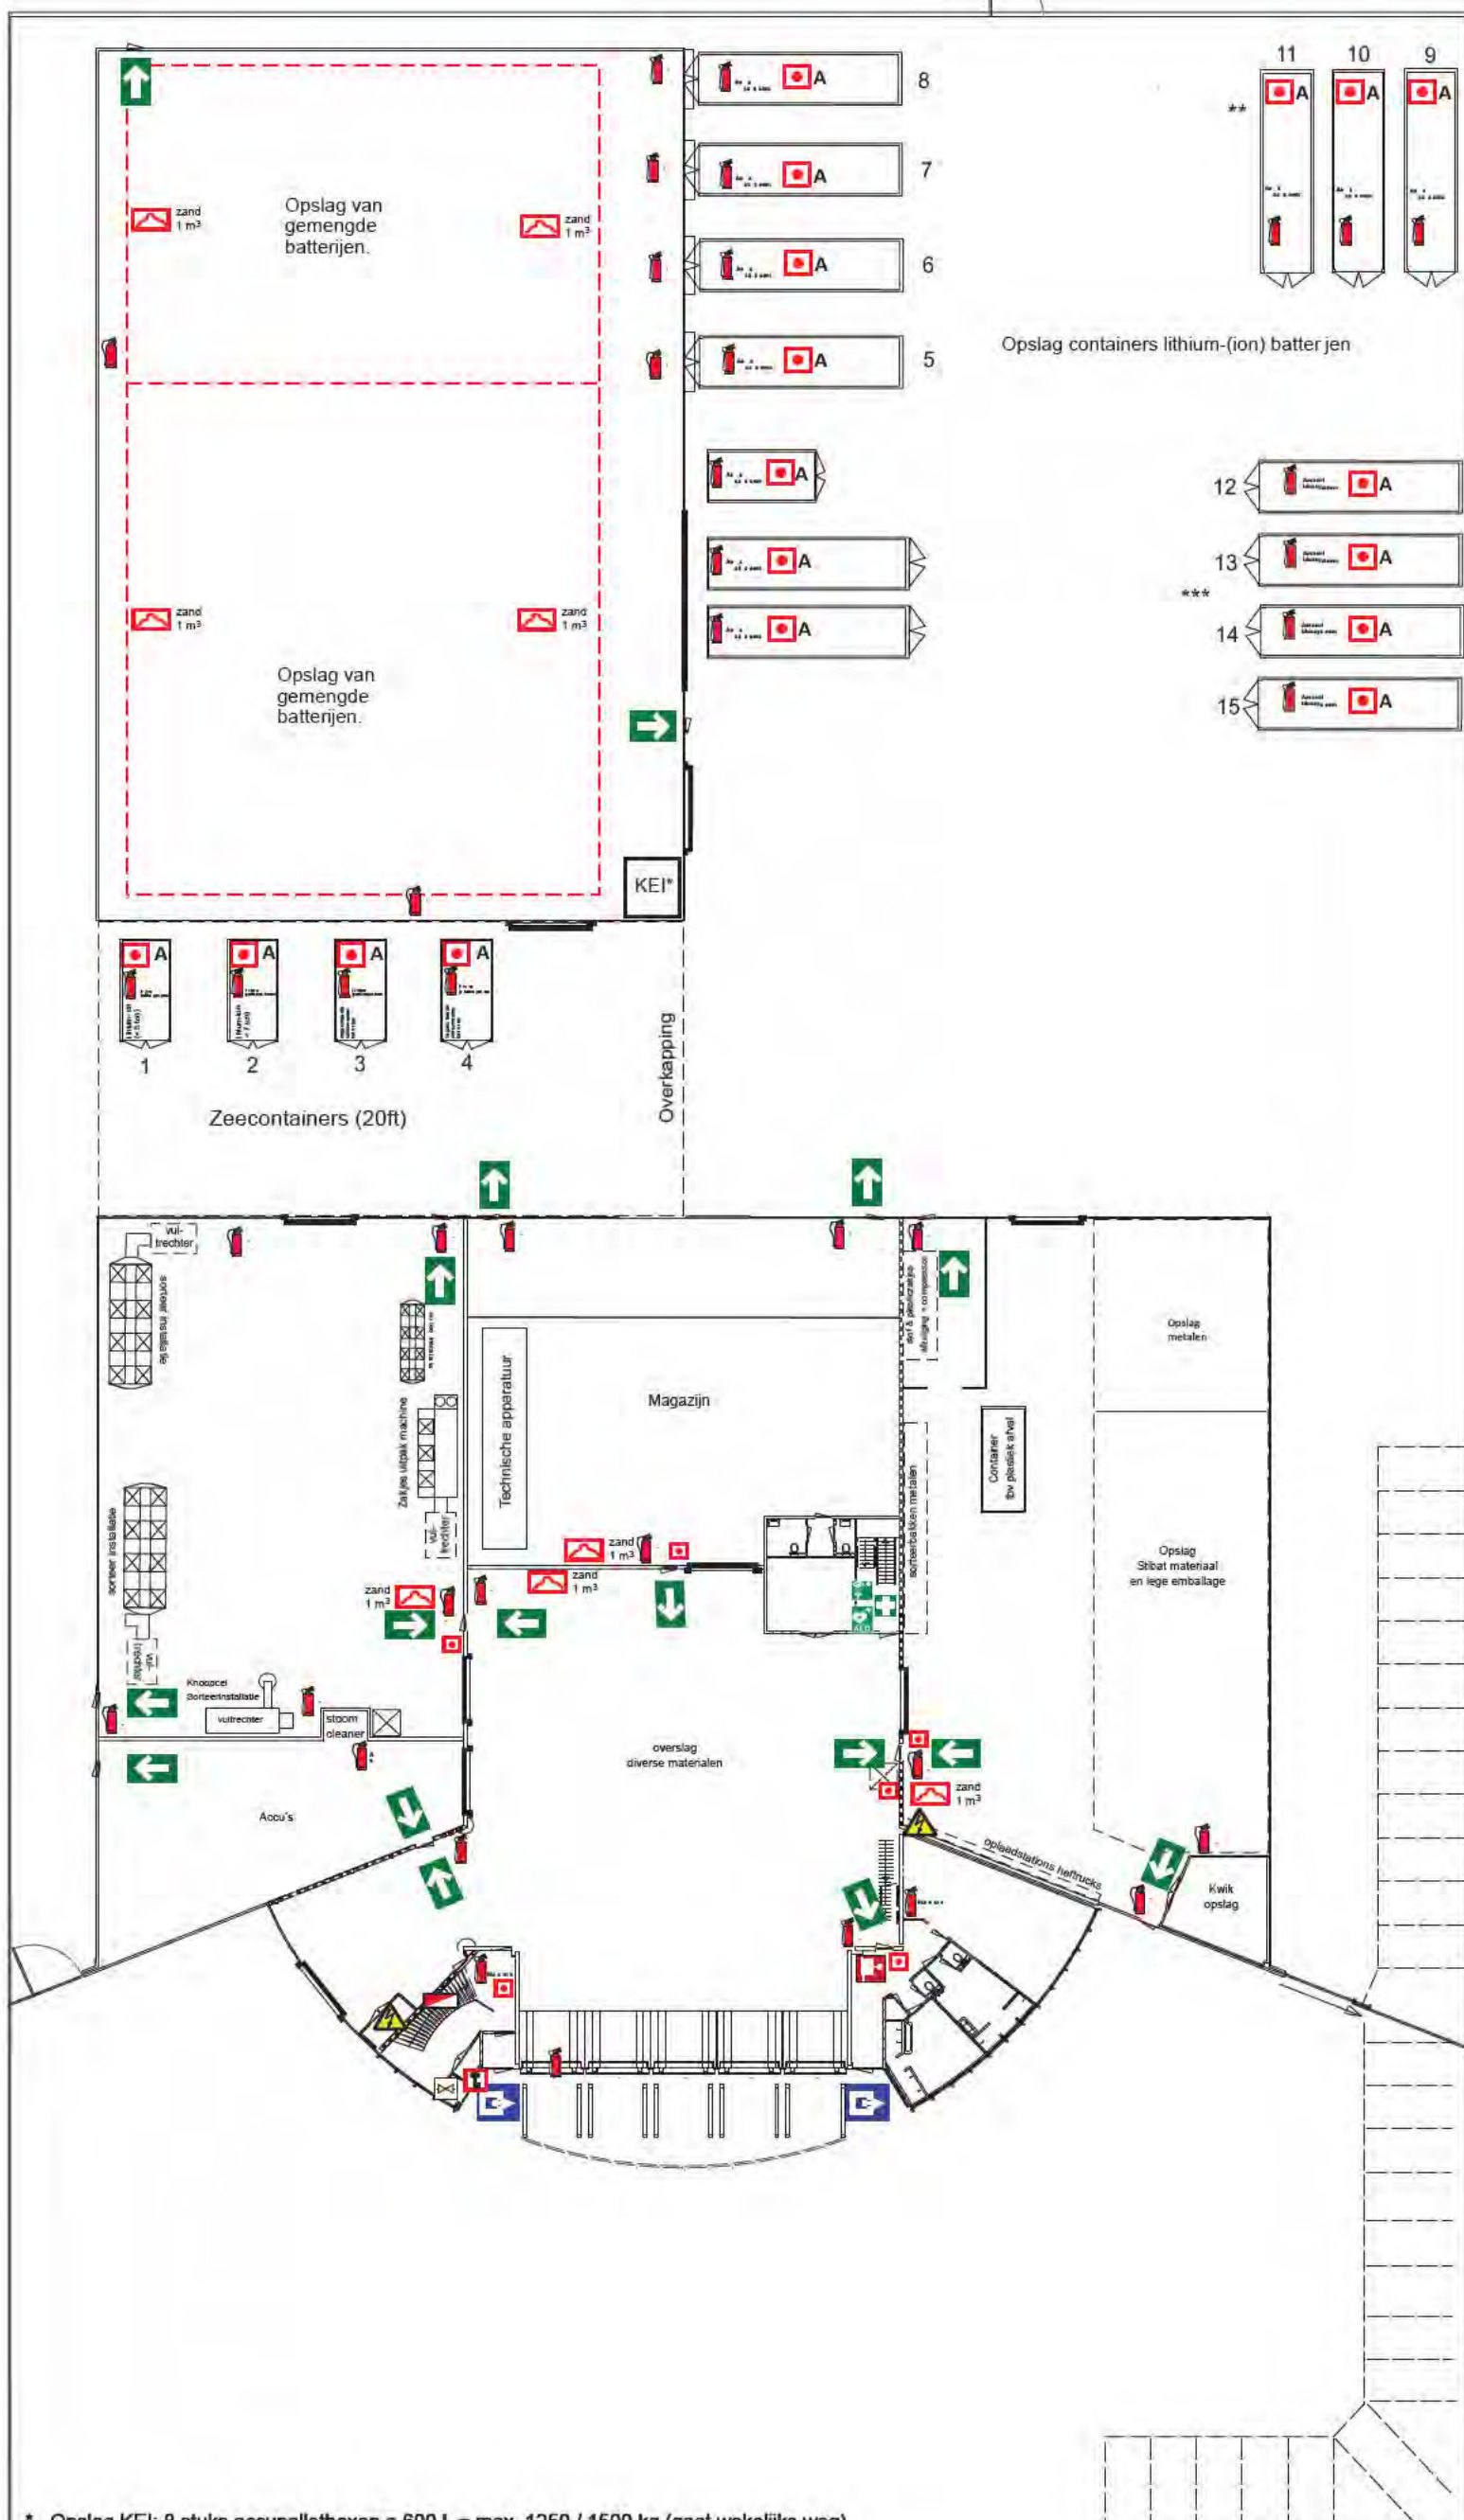 8
11
10
9
A
A
A
A
**
7
A
zand
1 m³
Opslag van
gemengde
batterijen.
zand
1 m³
6
A
5
A
Opslag containers lithium-(ion) batter jen
A
12
A
A
13
A
***
zand
1 m³
zand
1 m³
A
14
A
Opslag van
gemengde
batterijen.
15
A
KEI*
A
A
A
A
1
2
3
4
Overkapping
Zeecontainers (20ft)
vul-
trechter
sorteer installatie
Opslag
metalen
Technische apparatuur
Magazijn
Zakjes uitpak machine
vul-
trechter
Container
tbv plastiek afval
sorteerbakken metalen
sorteer installatie
zand
1 m³
zand
1 m³
zand
1 m³
Opslag
Stibat materiaal
en lege emballage
AED
vul-
trechter
Knoopcel
Sorteerinstallatie
vultrechter
stoom
cleaner
overslag
diverse materialen
zand
1 m³
Accu's
oplaadstations heftrucks
Kwik
opslag